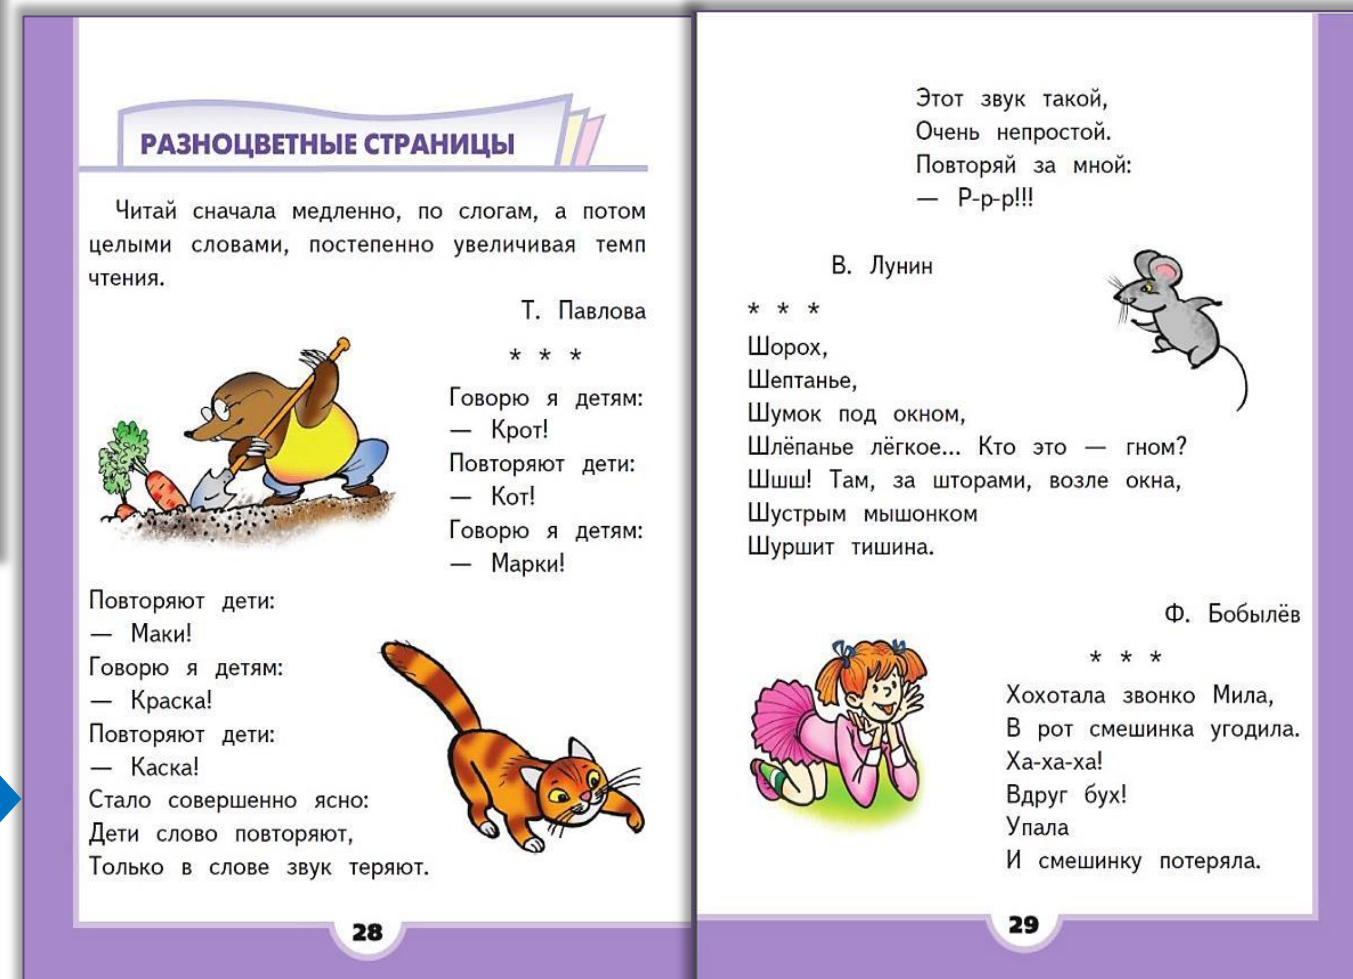 РАЗНОЦВЕТНЫЕ СТРАНИЦЫ
Читай сначала медленно, по слогам, а потом
целыми словами, постепенно увеличивая темп
чтения.
Т. Павлова
* * *
Говорю я детям:
— Крот!
Повторяют дети:
— Кот!
Говорю я детям:
— Марки!
Повторяют дети:
— Маки!
Говорю я детям:
— Краска!
Повторяют дети:
— Каска!
Стало совершенно ясно:
Дети слово повторяют,
Только в слове звук теряют.
28
Этот звук такой,
Очень непростой.
Повторяй за мной:
— Р-р-р!!!
В. Лунин
* * *
Шорох,
Шептанье,
Шумок под окном,
Шлёпанье лёгкое... Кто это — гном?
Шшш! Там, за шторами, возле окна,
Шустрым мышонком
Шуршит тишина.
Ф. Бобылёв
* * *
Хохотала звонко Мила,
В рот смешинка угодила.
Ха-ха-ха!
Вдруг бух!
Упала
И смешинку потеряла.
29